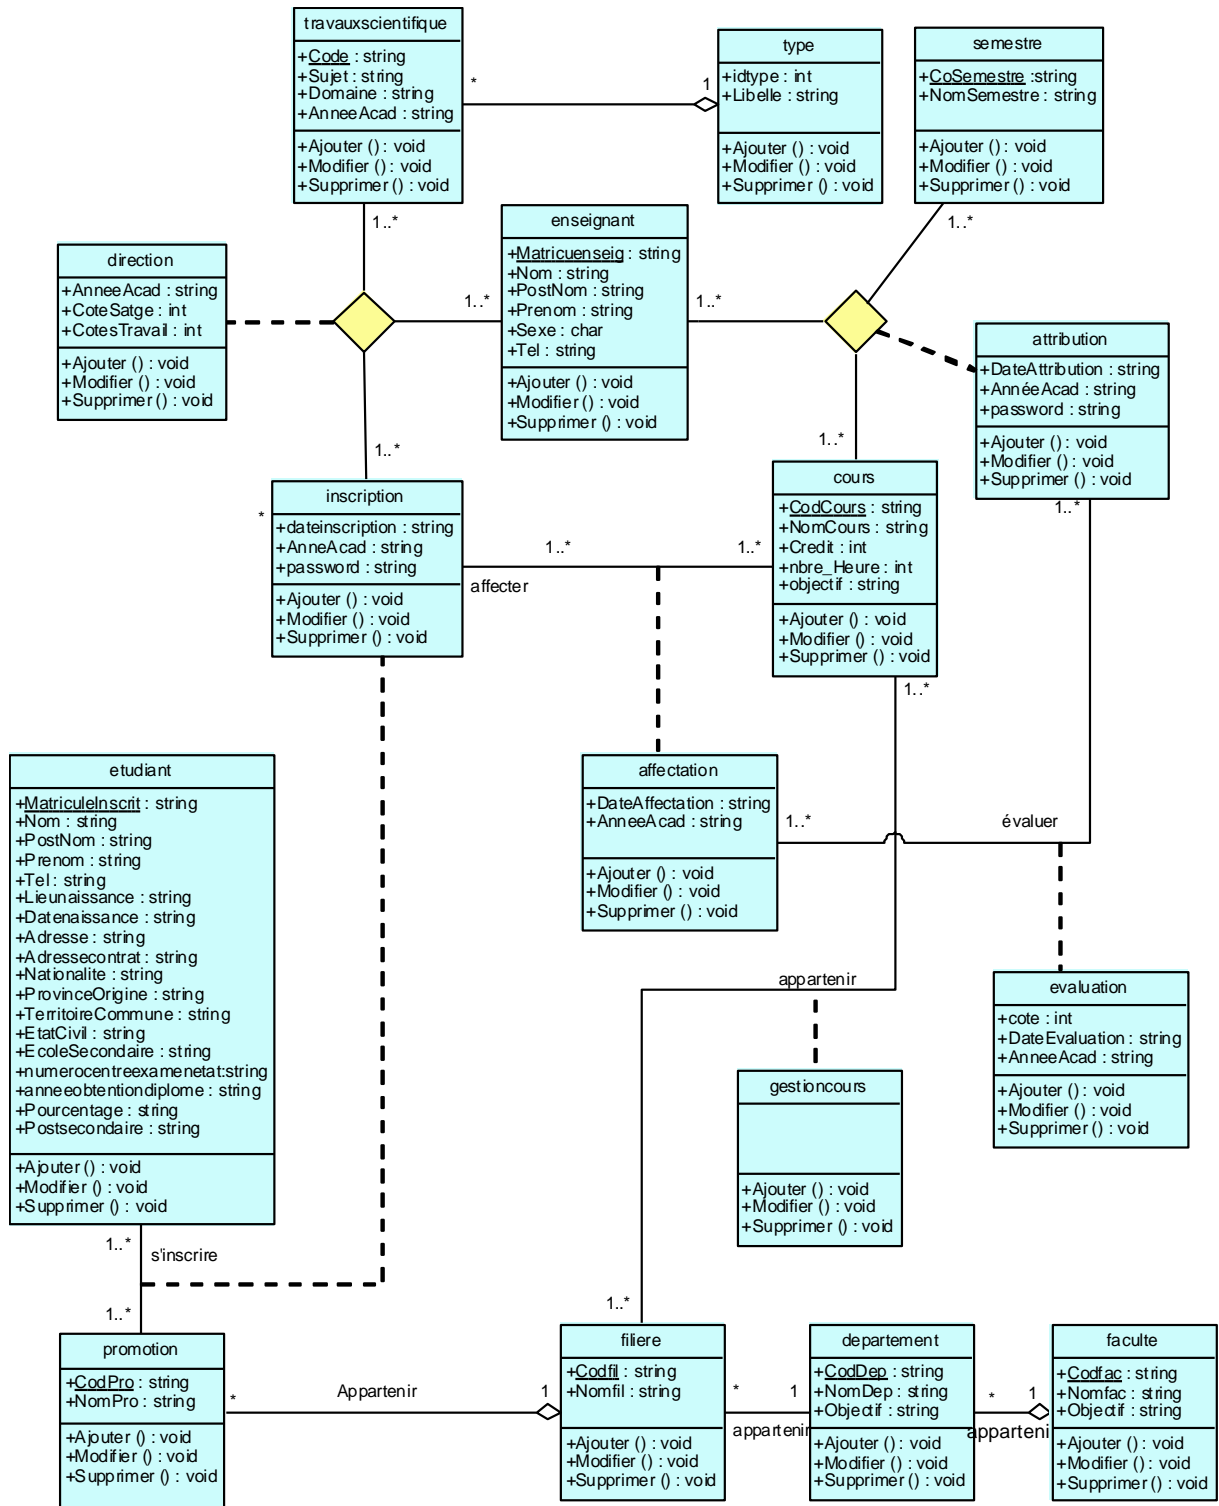 travauxscientifique
+Code : string
+Sujet : string
+Domaine : string
+AnneeAcad : string
+Ajouter () : void
+Modifier () : void
+Supprimer () : void
*
1
type
+idtype : int
+Libelle : string
+Ajouter () : void
+Modifier () : void
+Supprimer () : void
semestre
+CoSemestre :string
+NomSemestre : string
+Ajouter () : void
+Modifier () : void
+Supprimer () : void
1..*
1..*
direction
+AnneeAcad : string
+CoteSatge : int
+CotesTravail : int
+Ajouter () : void
+Modifier () : void
+Supprimer () : void
1..*
enseignant
+Matricuenseig : string
+Nom : string
+PostNom : string
+Prenom : string
+Sexe : char
+Tel : string
+Ajouter () : void
+Modifier () : void
+Supprimer () : void
1..*
attribution
+DateAttribution : string
+AnnéeAcad : string
+password : string
+Ajouter () : void
+Modifier () : void
+Supprimer () : void
1..*
1..*
1..*
*
inscription
+dateinscription : string
+AnneAcad : string
+password : string
+Ajouter () : void
+Modifier () : void
+Supprimer () : void
1..*
affecter
1..*
cours
+CodCours : string
+NomCours : string
+Credit : int
+nbre_Heure : int
+objectif : string
+Ajouter () : void
+Modifier () : void
+Supprimer () : void
1..*
etudiant
+MatriculeInscrit : string
+Nom : string
+PostNom : string
+Prenom : string
+Tel : string
+Lieunaissance : string
+Datenaissance : string
+Adresse : string
+Adressecontrat : string
+Nationalite : string
+ProvinceOrigine : string
+TerritoireCommune : string
+EtatCivil : string
+EcoleSecondaire : string
+numerocentreexamenetat:string
+anneeobtentiondiplome : string
+Pourcentage : string
+Postsecondaire : string
+Ajouter () : void
+Modifier () : void
+Supprimer () : void
affectation
+DateAffectation : string
+AnneeAcad : string
+Ajouter () : void
+Modifier () : void
+Supprimer () : void
1..*
évaluer
appartenir
evaluation
+cote : int
+DateEvaluation : string
+AnneeAcad : string
+Ajouter () : void
+Modifier () : void
+Supprimer () : void
gestioncours
+Ajouter () : void
+Modifier () : void
+Supprimer () : void
1..*
s'inscrire
1..*
1..*
promotion
+CodPro : string
+NomPro : string
+Ajouter () : void
+Modifier () : void
+Supprimer () : void
*
Appartenir
1
filiere
+Codfil : string
+Nomfil : string
+Ajouter () : void
+Modifier () : void
+Supprimer () : void
*
1
appartenir
departement
+CodDep : string
+NomDep : string
+Objectif : string
+Ajouter () : void
+Modifier () : void
+Supprimer () : void
*
1
appartenir
faculte
+Codfac : string
+Nomfac : string
+Objectif : string
+Ajouter () : void
+Modifier () : void
+Supprimer () : void